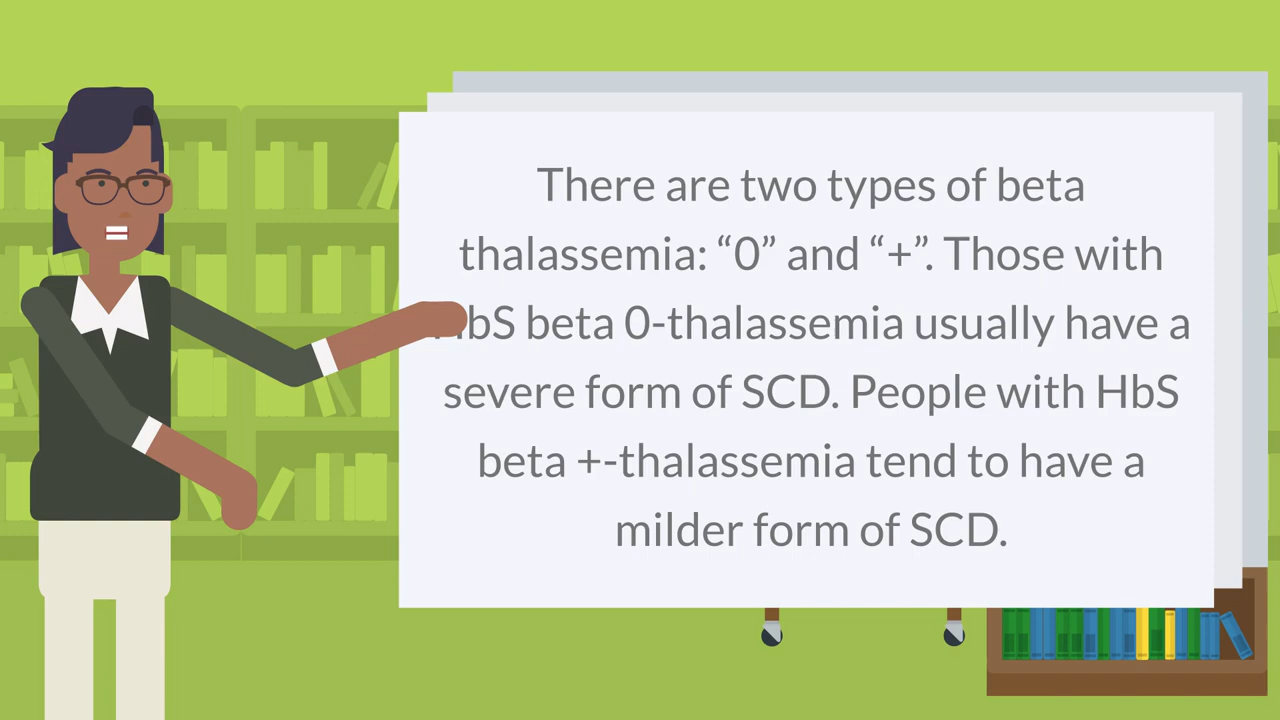 There are two types of beta
thalassemia: “0” and “+”. Those with
HbS beta 0-thalassemia usually have a
severe form of SCD. People with HbS
beta +-thalassemia tend to have a
milder form of SCD.